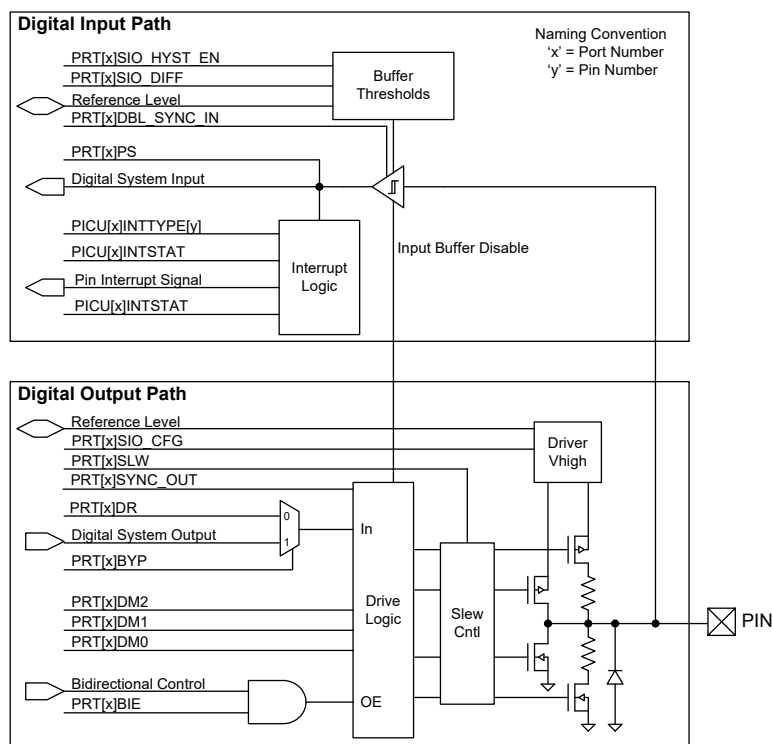 Digital Input Path
Naming Convention
‘x’ = Port Number
‘y’ = Pin Number
PRT[x]SIO_HYST_EN
PRT[x]SIO_DIFF
Reference Level
PRT[x]DBL_SYNC_IN
Buffer
Thresholds
PRT[x]PS
Digital System Input
PICU[x]INTTYPE[y]
PICU[x]INTSTAT
Pin Interrupt Signal
PICU[x]INTSTAT
Interrupt
Logic
Input Buffer Disable
Digital Output Path
Reference Level
PRT[x]SIO_CFG
PRT[x]SLW
PRT[x]SYNC_OUT
Driver
Vhigh
PRT[x]DR
Digital System Output
PRT[x]BYP
0
1
In
PRT[x]DM2
PRT[x]DM1
PRT[x]DM0
Drive
Logic
Slew
Cntl
PIN
Bidirectional Control
PRT[x]BIE
OE